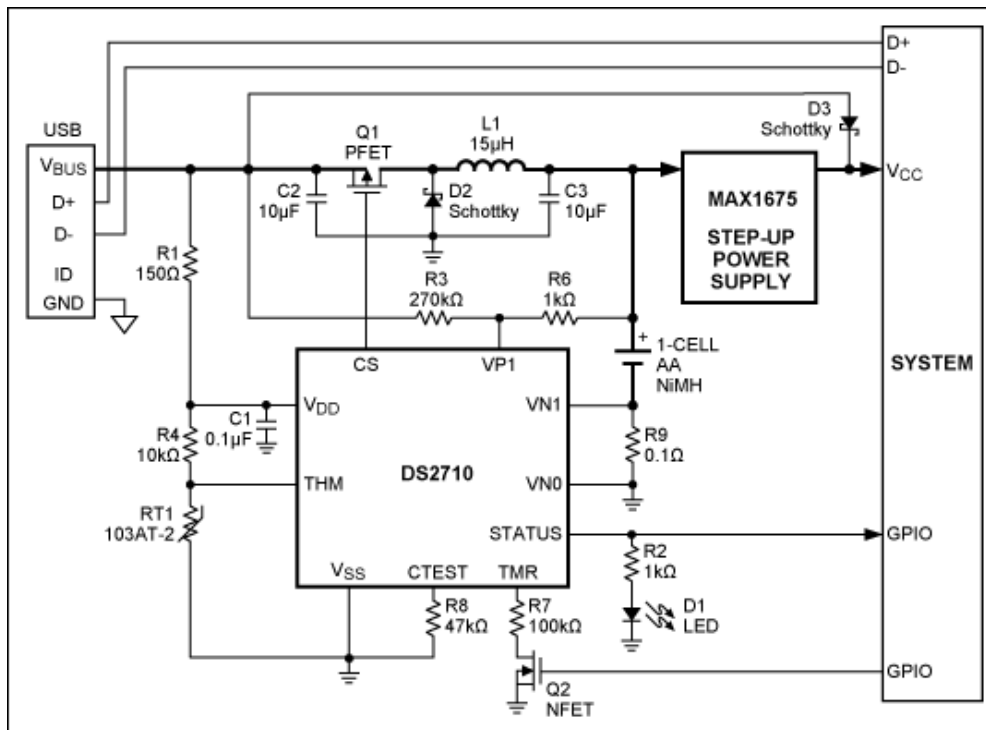 D+
D-
USB
VBUS
D+
D-
ID
GND
Q1
PFET
L1
15µH
D3
Schottky
VCC
C2
10µF
D2
Schottky
C3
10µF
MAX1675
STEP-UP
POWER
SUPPLY
R1
150Ω
R3
270kΩ
R6
1kΩ
+
1-CELL
AA
NiMH
SYSTEM
CS
VP1
VDD
VN1
C1
0.1µF
R4
10kΩ
R9
0.1Ω
THM
DS2710
VN0
RT1
103AT-2
STATUS
GPIO
VSS
CTEST
TMR
R2
1kΩ
R8
47kΩ
R7
100kΩ
D1
LED
GPIO
Q2
NFET